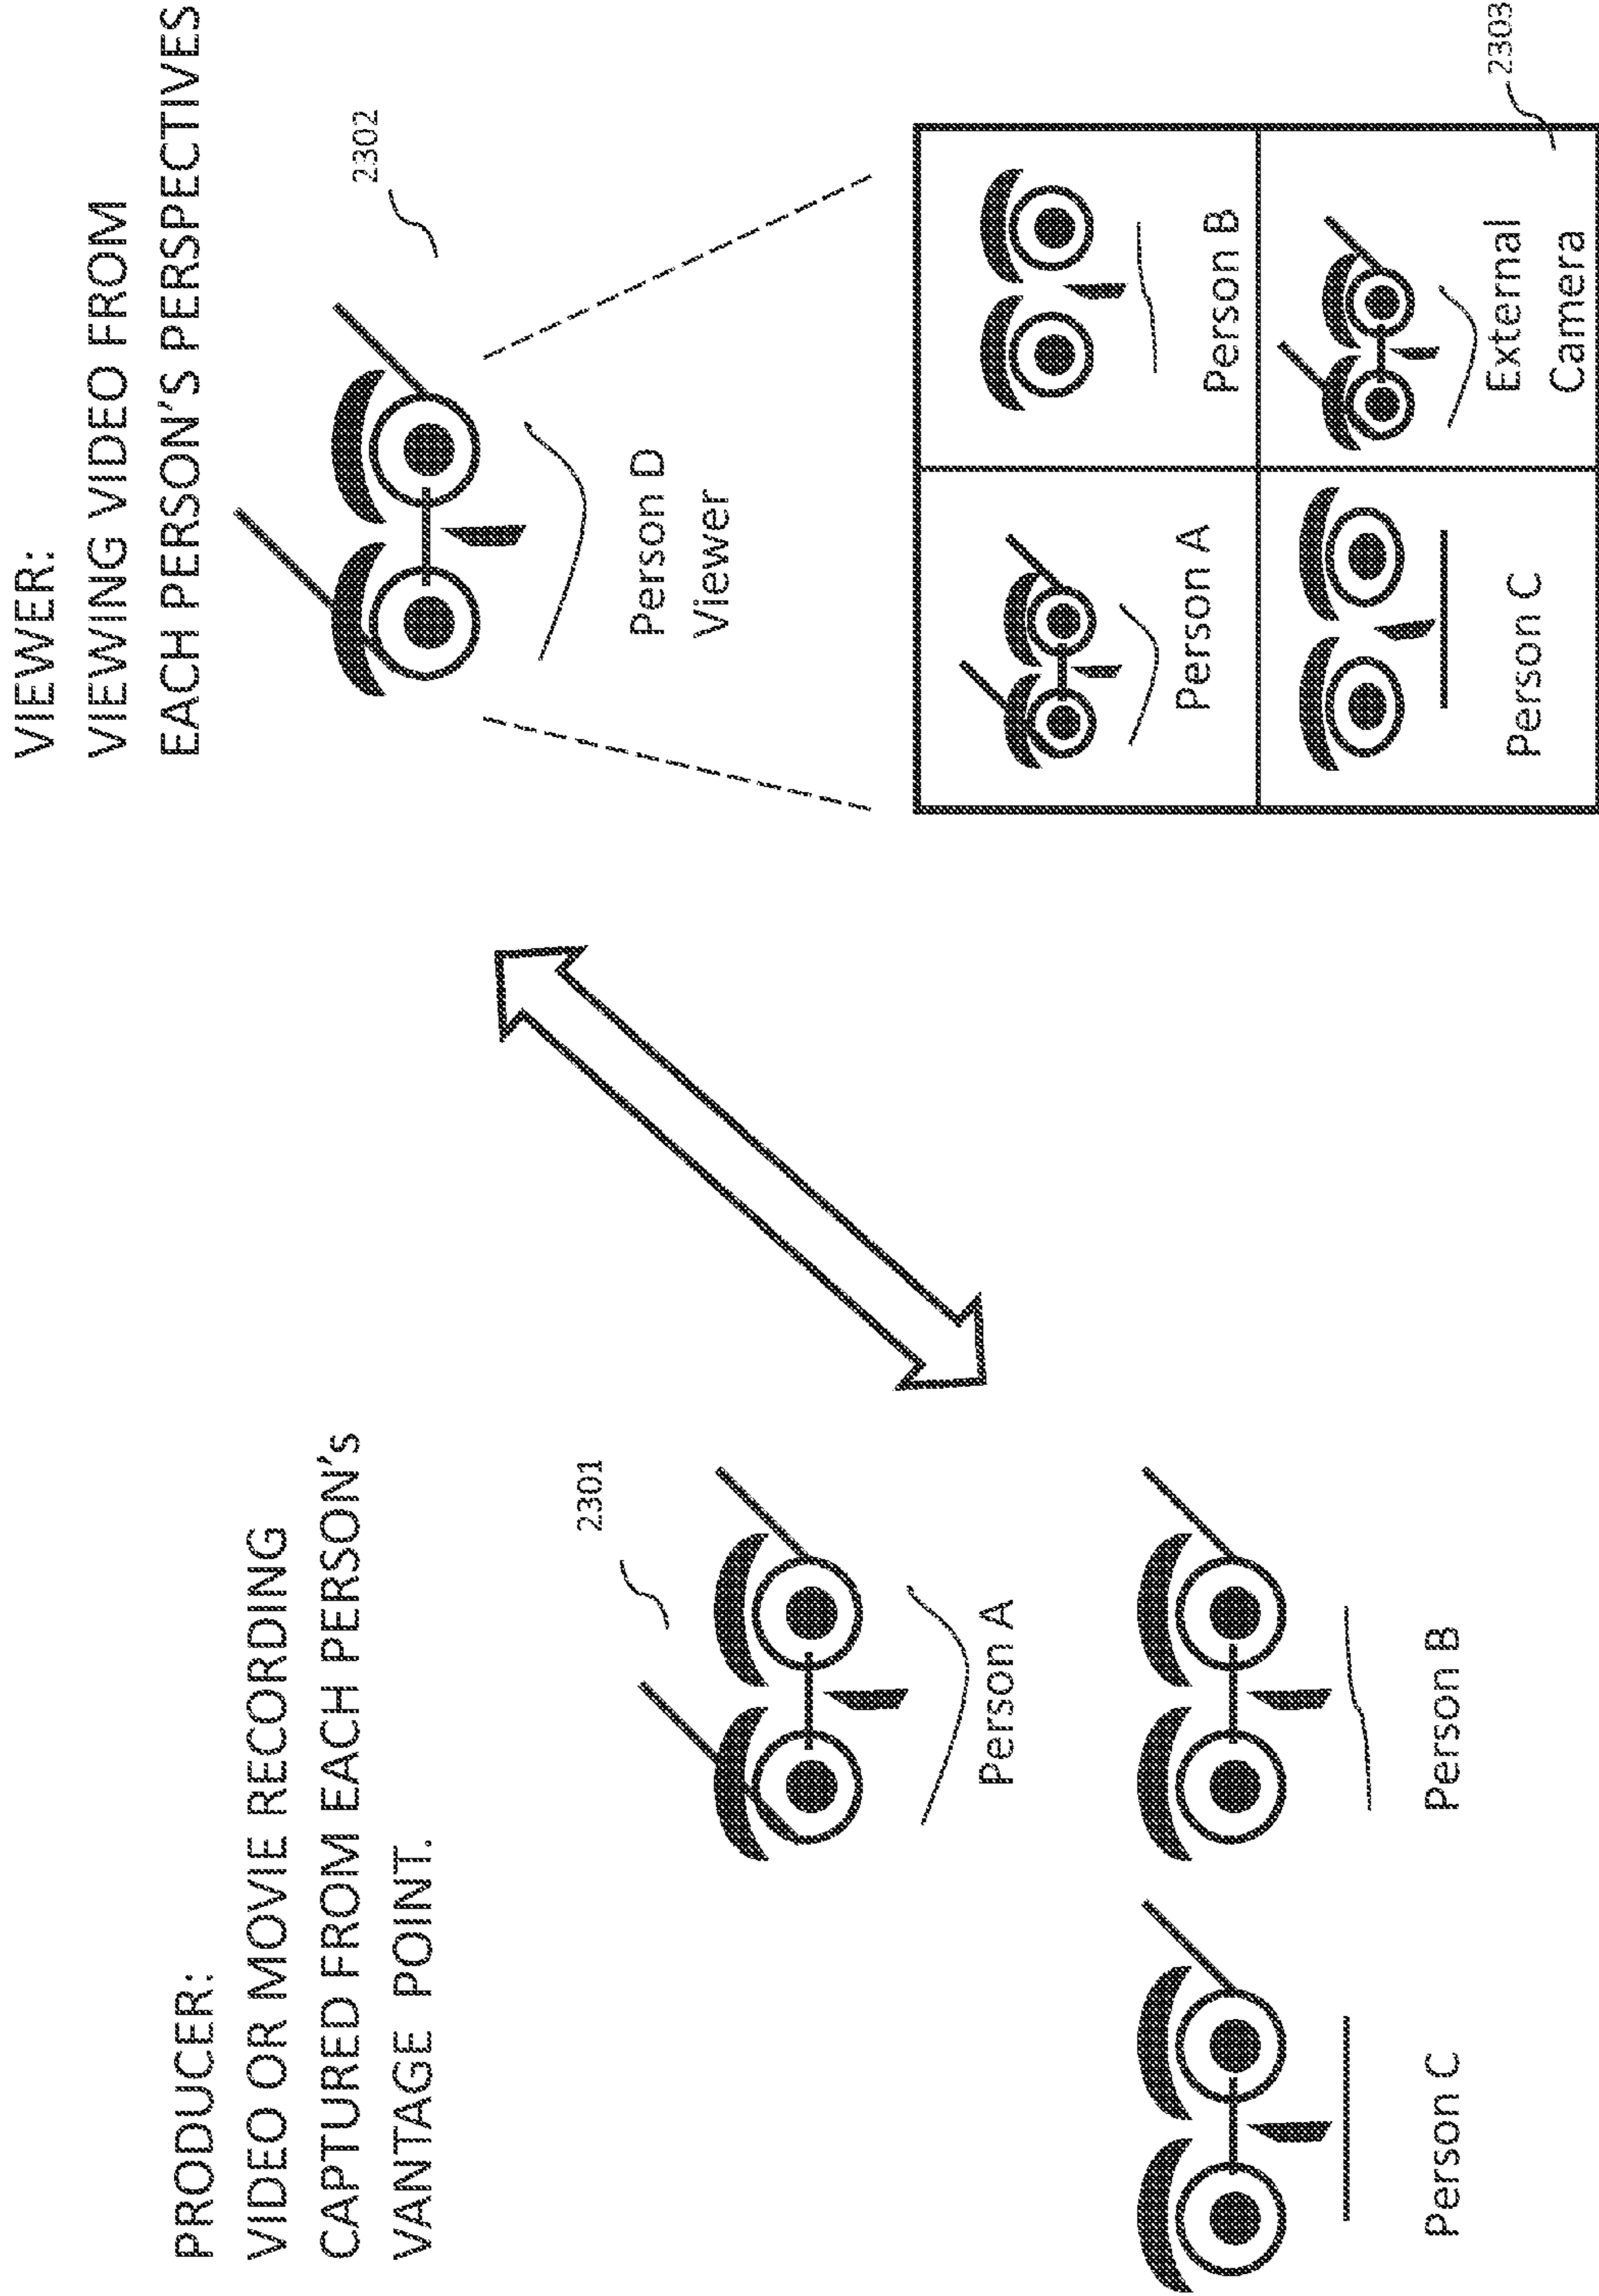 PRODUCER:
VIDEO OR MOVIE RECORDING
CAPTURED FROM EACH PERSON's
VANTAGE POINT.
2301
Person A
Person C
Person B
VIEWER:
VIEWING VIDEO FROM
EACH PERSON'S PERSPECTIVES
2302
Person D
Viewer
Person A
Person B
Person C
External
Camera
2303